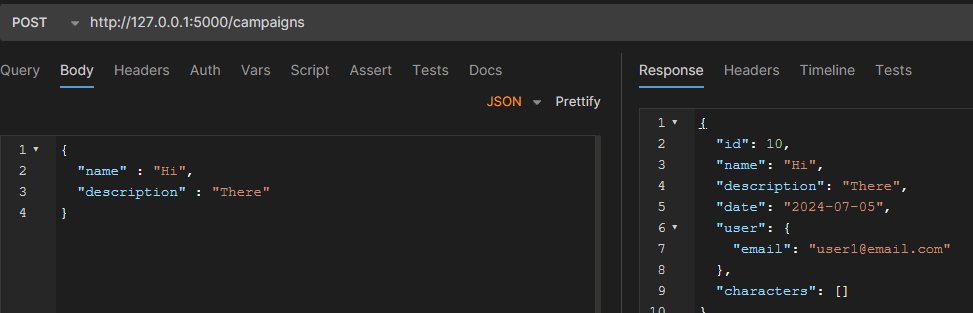 POST http://127.0.0.1:5000/campaigns
Query Body Headers Auth Vars Script Assert Tests Docs
JSON Prettify
1 {
2 "name" : "Hi",
3 "description" : "There"
4 }
Response Headers Timeline Tests
1 {
2 "id": 10,
3 "name": "Hi",
4 "description": "There",
5 "date": "2024-07-05",
6 "user": {
7 "email": "user1@email.com"
8 },
9 "characters": []
10 }